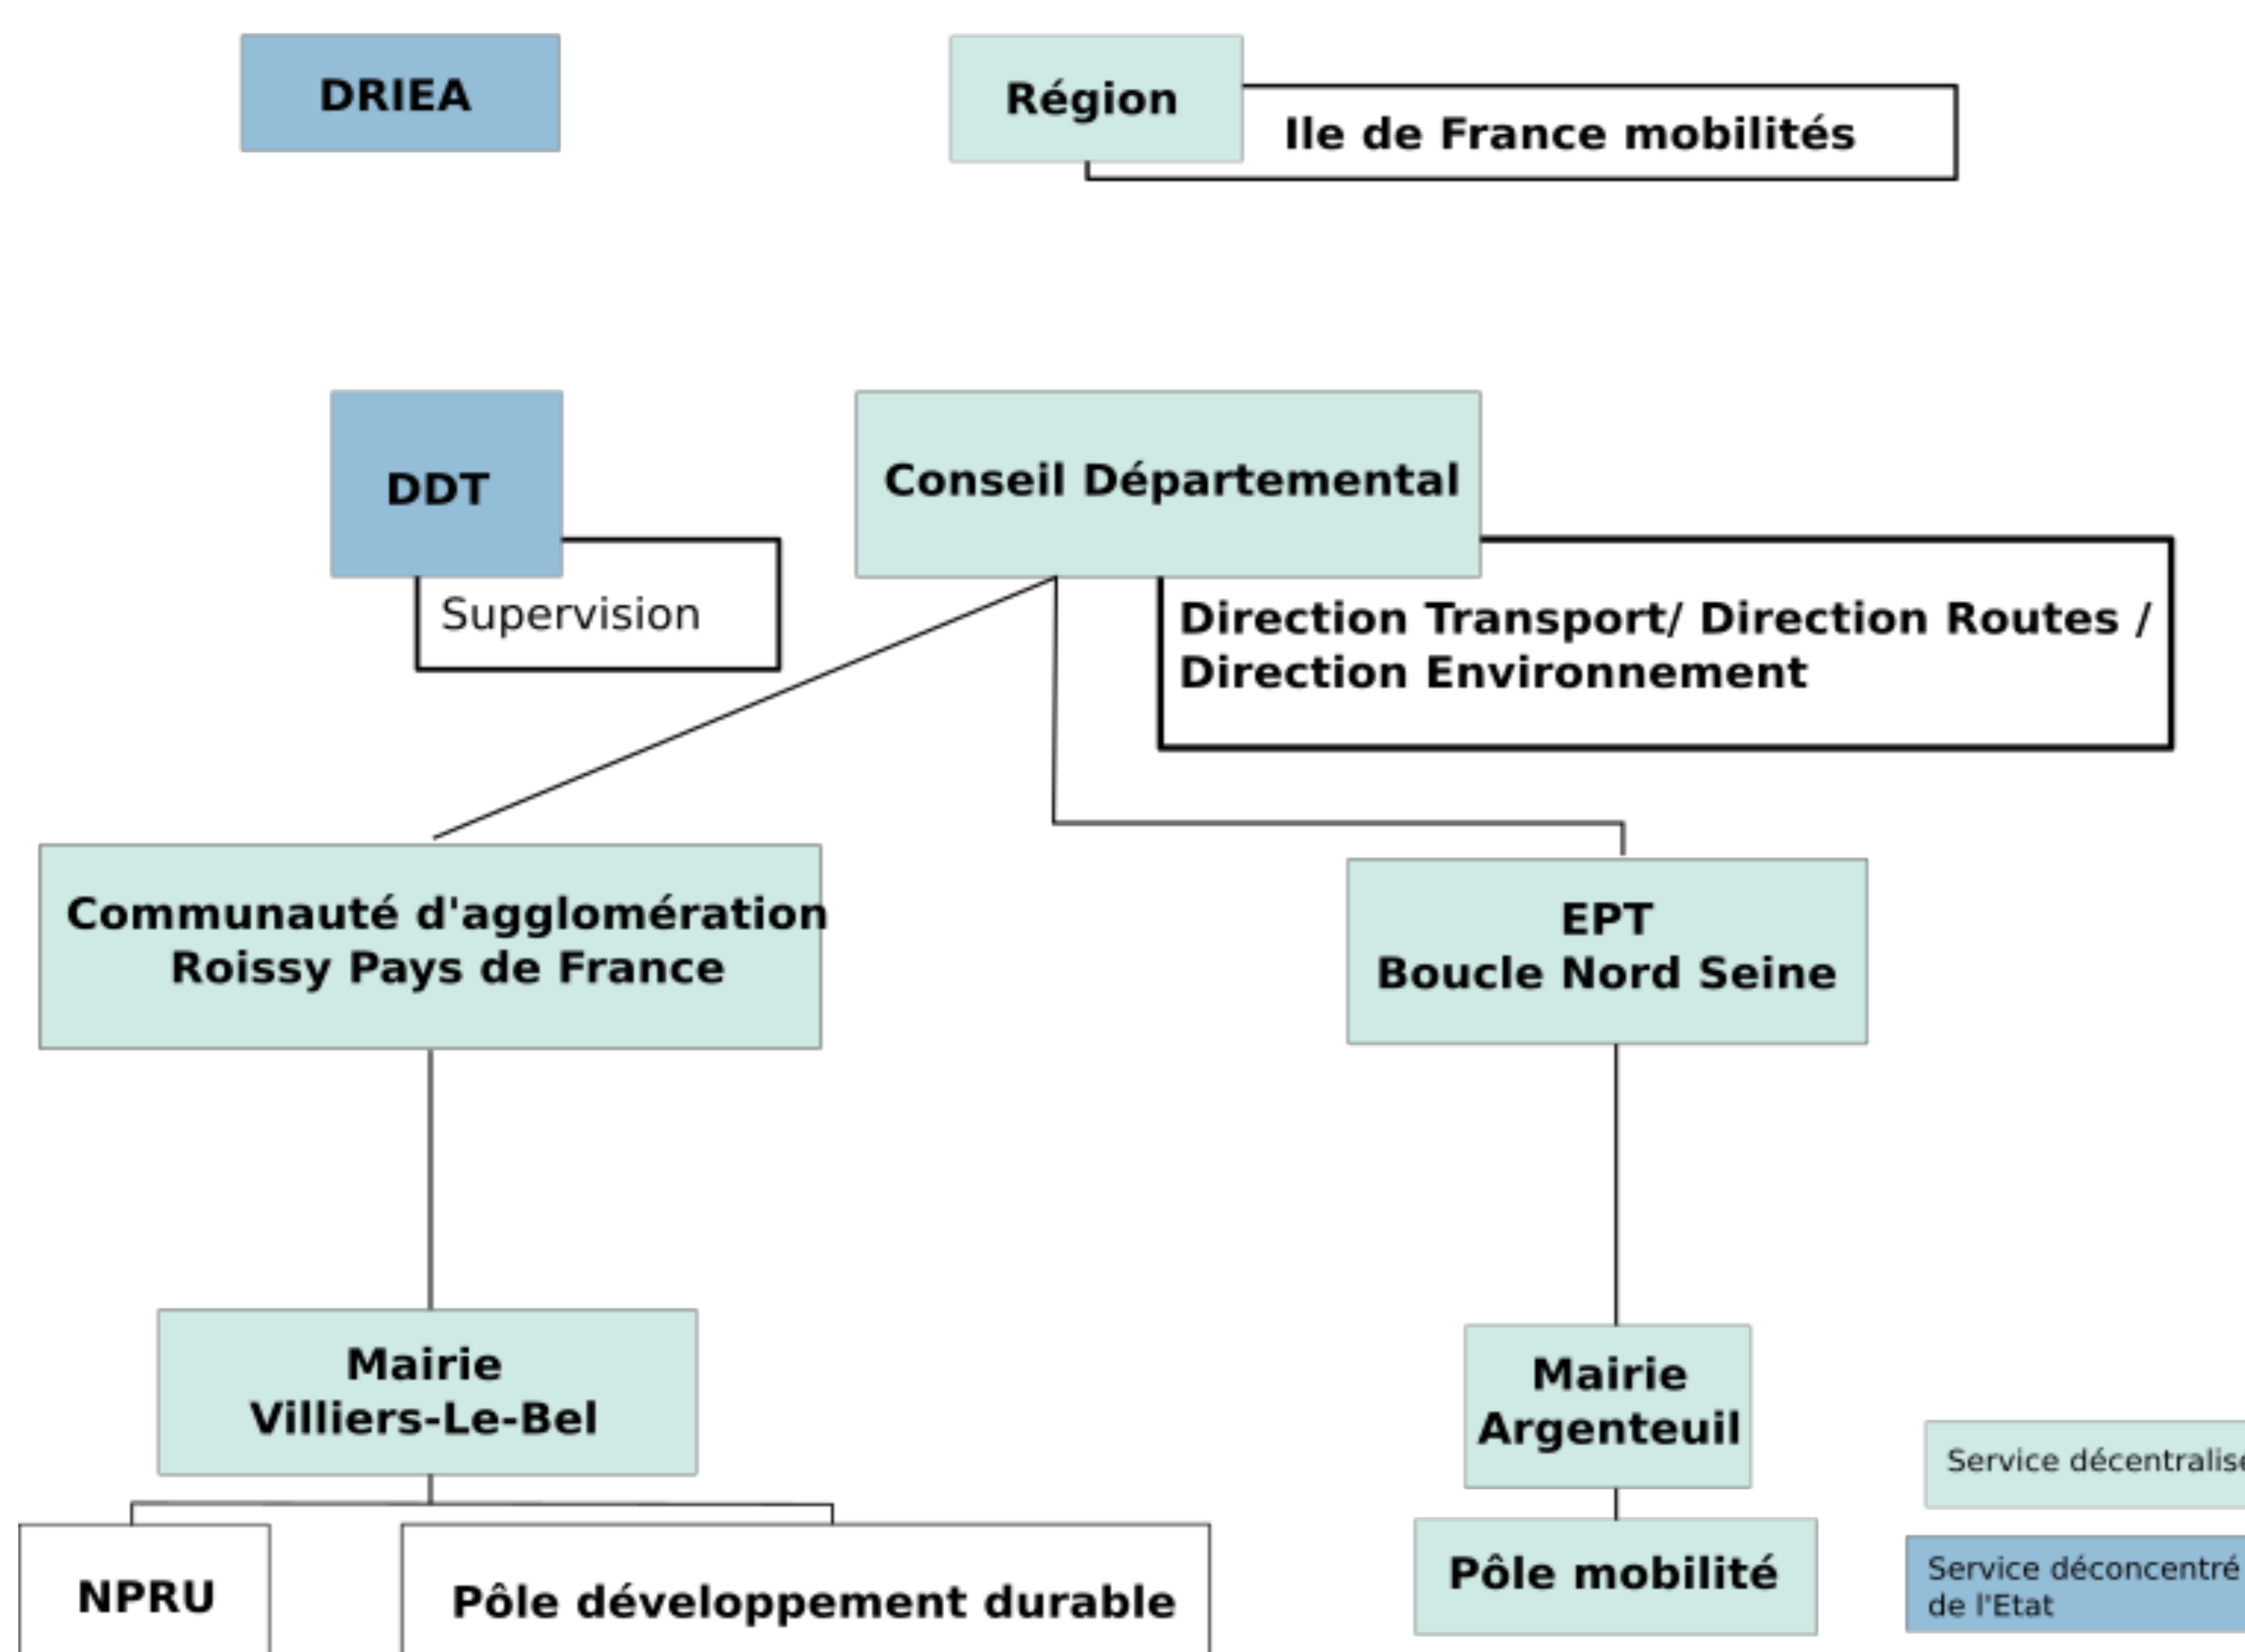 DRIEA
Région
Ile de France mobilités
DDT
Conseil Départemental
Supervision
Direction Transport/ Direction Routes /
Direction Environnement
Communauté d'agglomération
Roissy Pays de France
EPT
Boucle Nord Seine
Mairie
Villiers-Le-Bel
Mairie
Argenteuil
Service
NPRU
Pôle développement durable
Pôle mobilité
Service déconcentré
de l'Etat